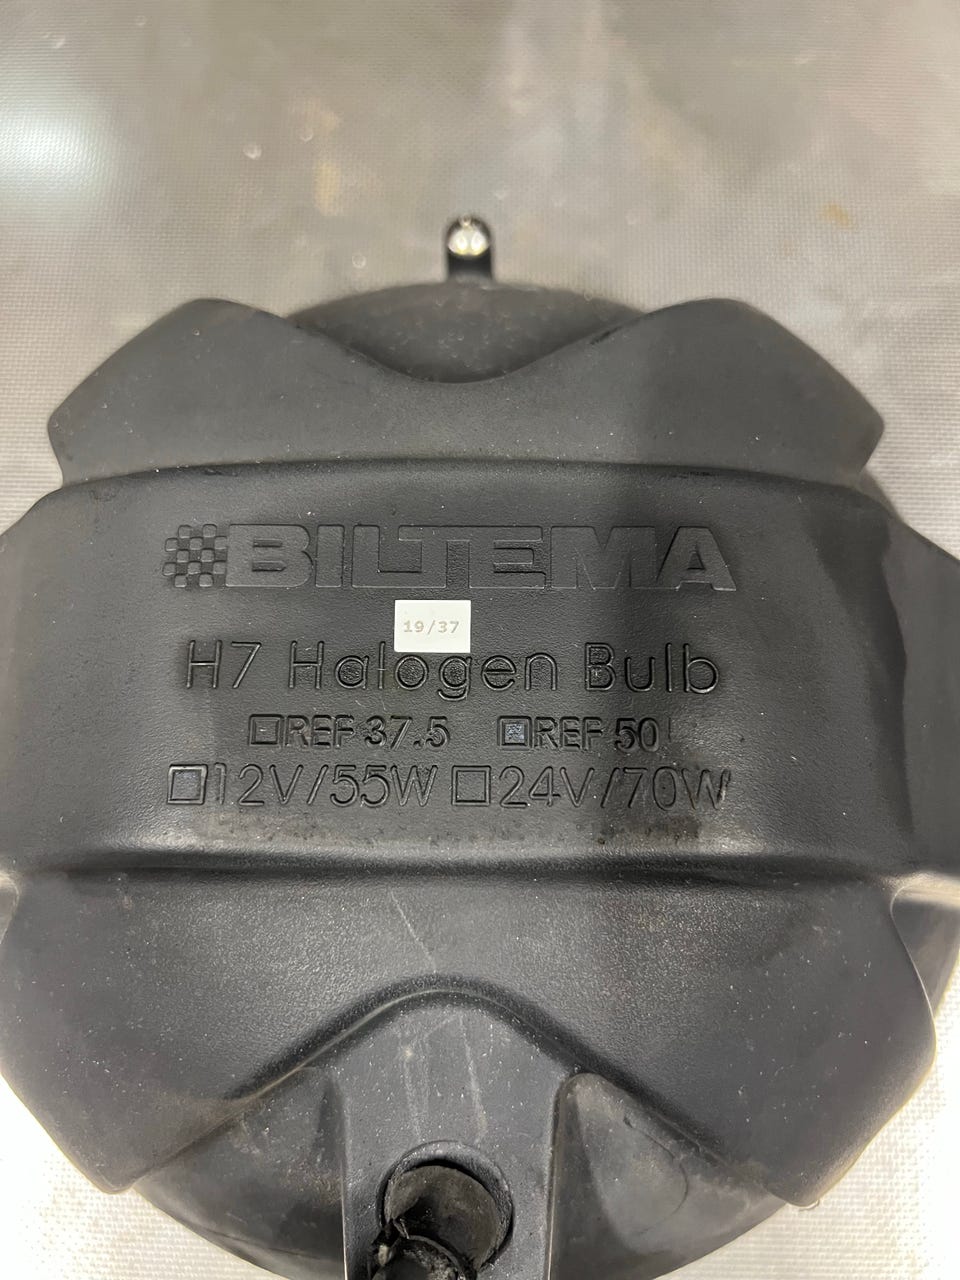 BILTEMA
19/37
H7 Halogen Bulb
REF 37.5 REF 50
12V/55W 24V/70W